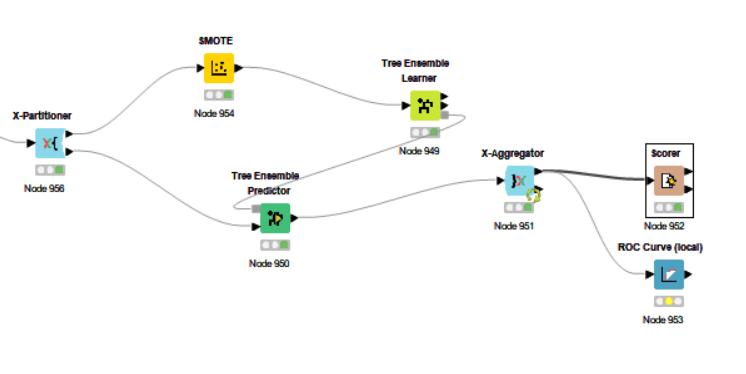 SMOTE
Node 954
Tree Ensemble
Learner
Node 949
X-Partitioner
Node 956
Tree Ensemble
Predictor
Node 950
X-Aggregator
Node 951
Scorer
Node 952
ROC Curve (local)
Node 953